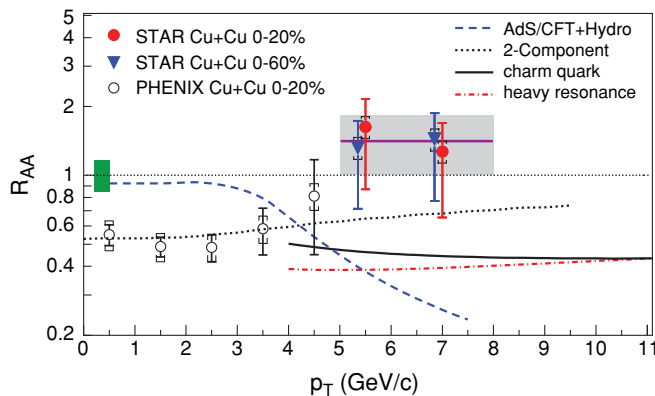 STAR Cu+Cu 0-20%
STAR Cu+Cu 0-60%
PHENIX Cu+Cu 0-20%
AdS/CFT+Hydro
2-Component
charm quark
heavy resonance
R_AA
5
4
3
2
1
0.8
0.6
0.4
0.2
0 1 2 3 4 5 6 7 8 9 10 11
p_T (GeV/c)